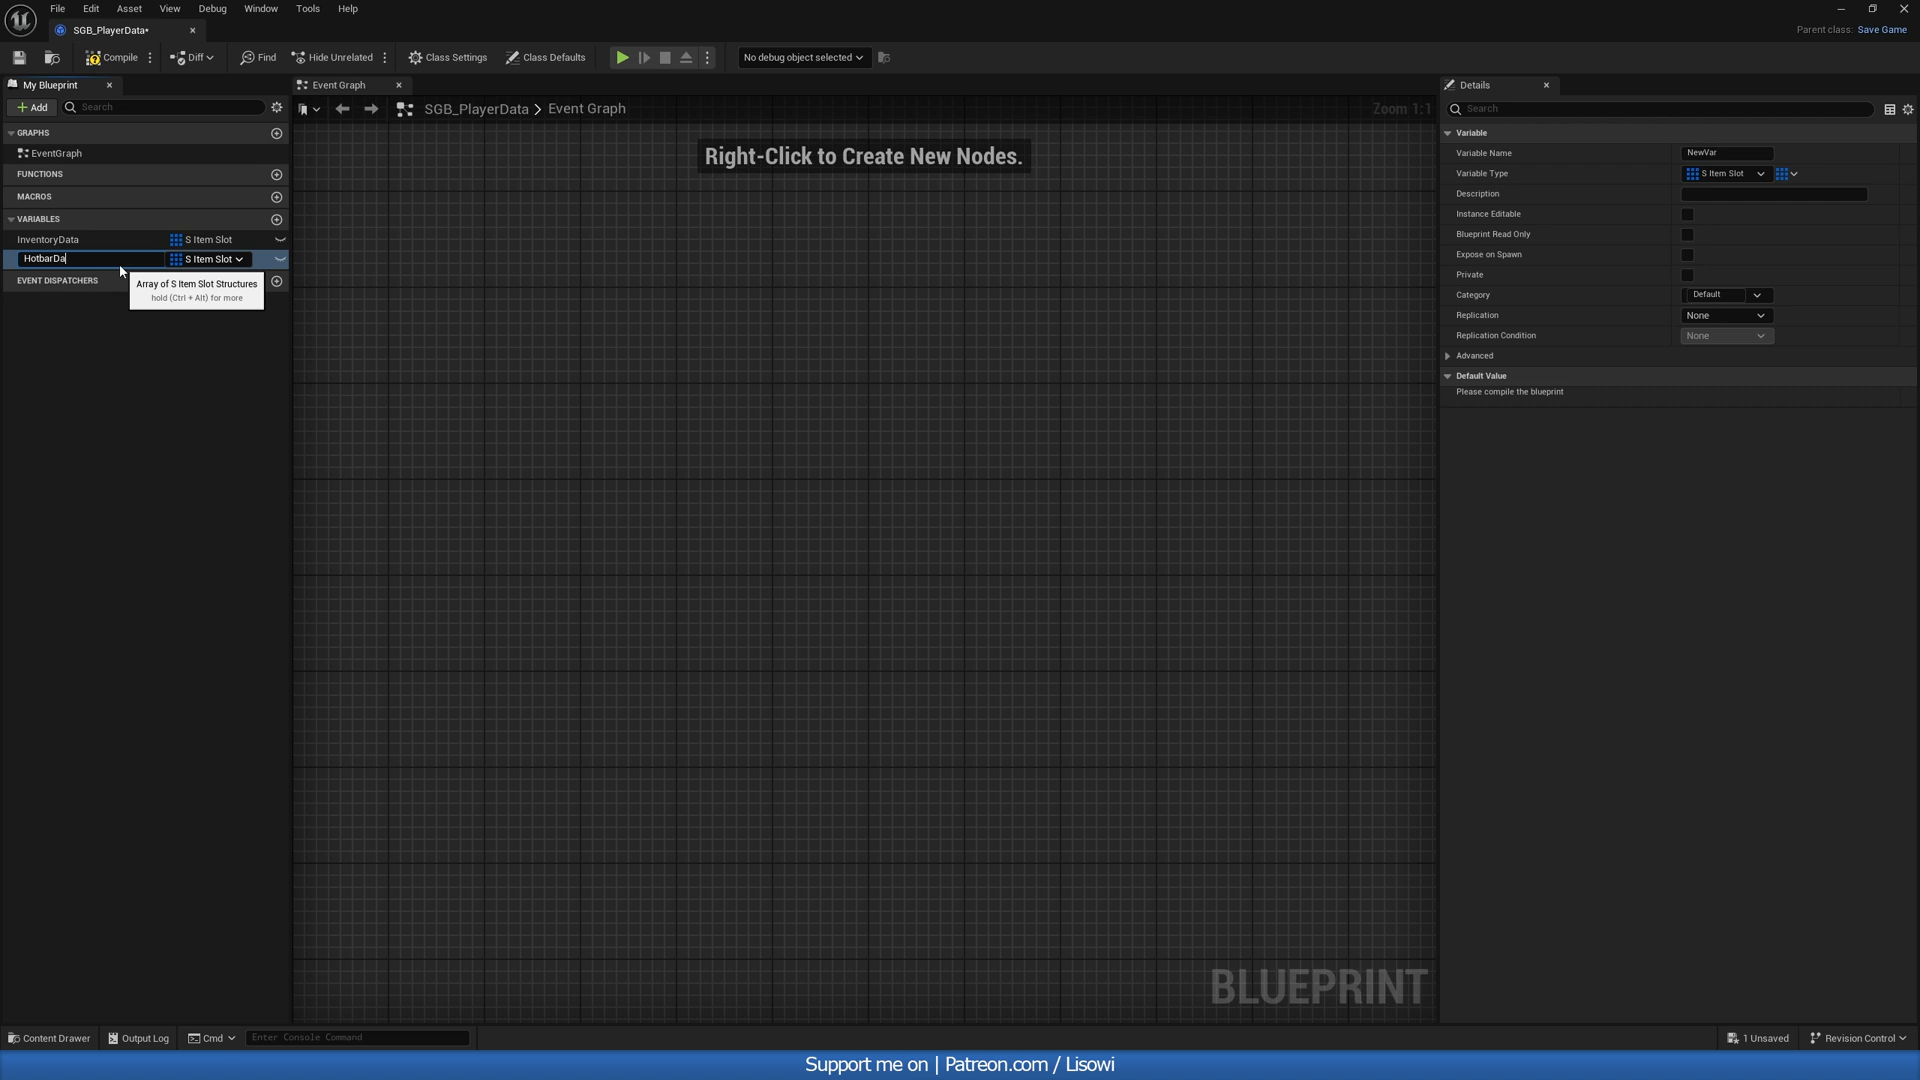 File Edit Asset View Debug Window Tools Help
SGB_PlayerData•
Parent class: Save Game
Compile Diff Find Hide Unrelated Class Settings Class Defaults No debug object selected
My Blueprint
Event Graph
Details
Add Search
SGB_PlayerData > Event Graph
Zoom 1:1
Search
GRAPHS
EventGraph
FUNCTIONS
MACROS
VARIABLES
InventoryData S Item Slot
HotbarDa S Item Slot
EVENT DISPATCHERS
Array of S Item Slot Structures
hold (Ctrl + Alt) for more
Right-Click to Create New Nodes.
Variable
Variable Name NewVar
Variable Type S Item Slot
Description
Instance Editable
Blueprint Read Only
Expose on Spawn
Private
Category Default
Replication None
Replication Condition None
Advanced
Default Value
Please compile the blueprint
BLUEPRINT
Content Drawer Output Log Cmd Enter Console Command 1 Unsaved Revision Control
Support me on | Patreon.com / Lisowi